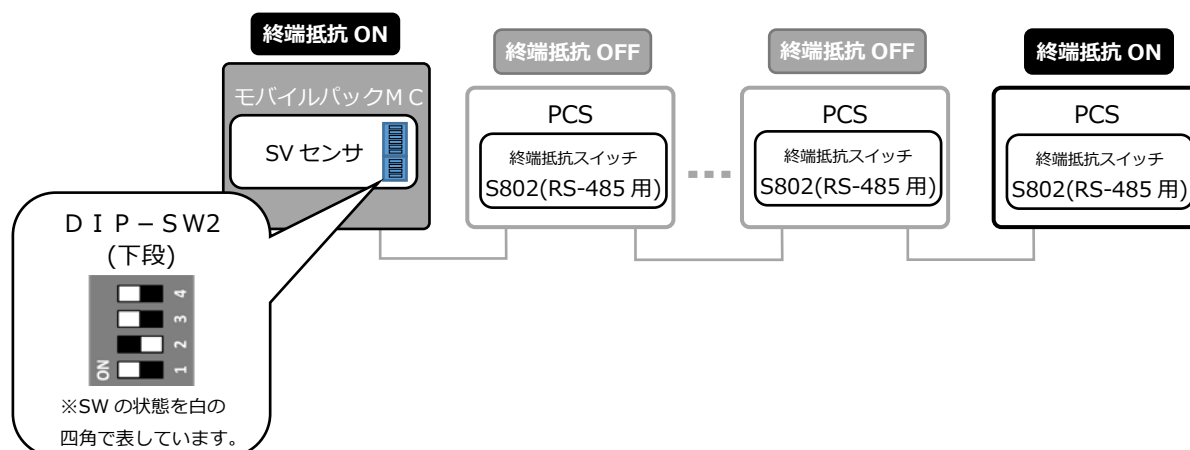 終端抵抗 ON
終端抵抗 OFF
終端抵抗 OFF
終端抵抗 ON
モバイルパックＭＣ
SV センサ
PCS
終端抵抗スイッチ
S802(RS-485 用)
PCS
終端抵抗スイッチ
S802(RS-485 用)
PCS
終端抵抗スイッチ
S802(RS-485 用)
ＤＩＰ－ＳＷ2
(下段)
4
3
2
1
ON
※SW の状態を白の
四角で表しています。